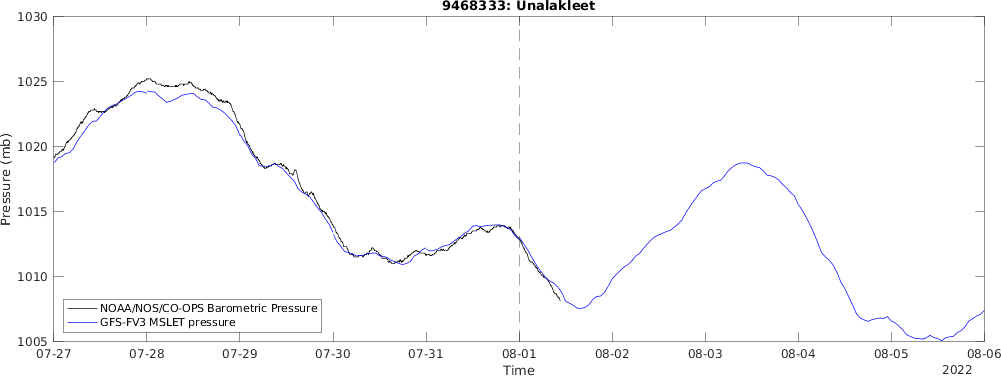 9468333: Unalakleet
1030
1025
1020
1015
1010
1005
Pressure (mb)
NOAA/NOS/CO-OPS Barometric Pressure
GFS-FV3 MSLET pressure
07-27 07-28 07-29 07-30 07-31 08-01 08-02 08-03 08-04 08-05 08-06
Time
2022